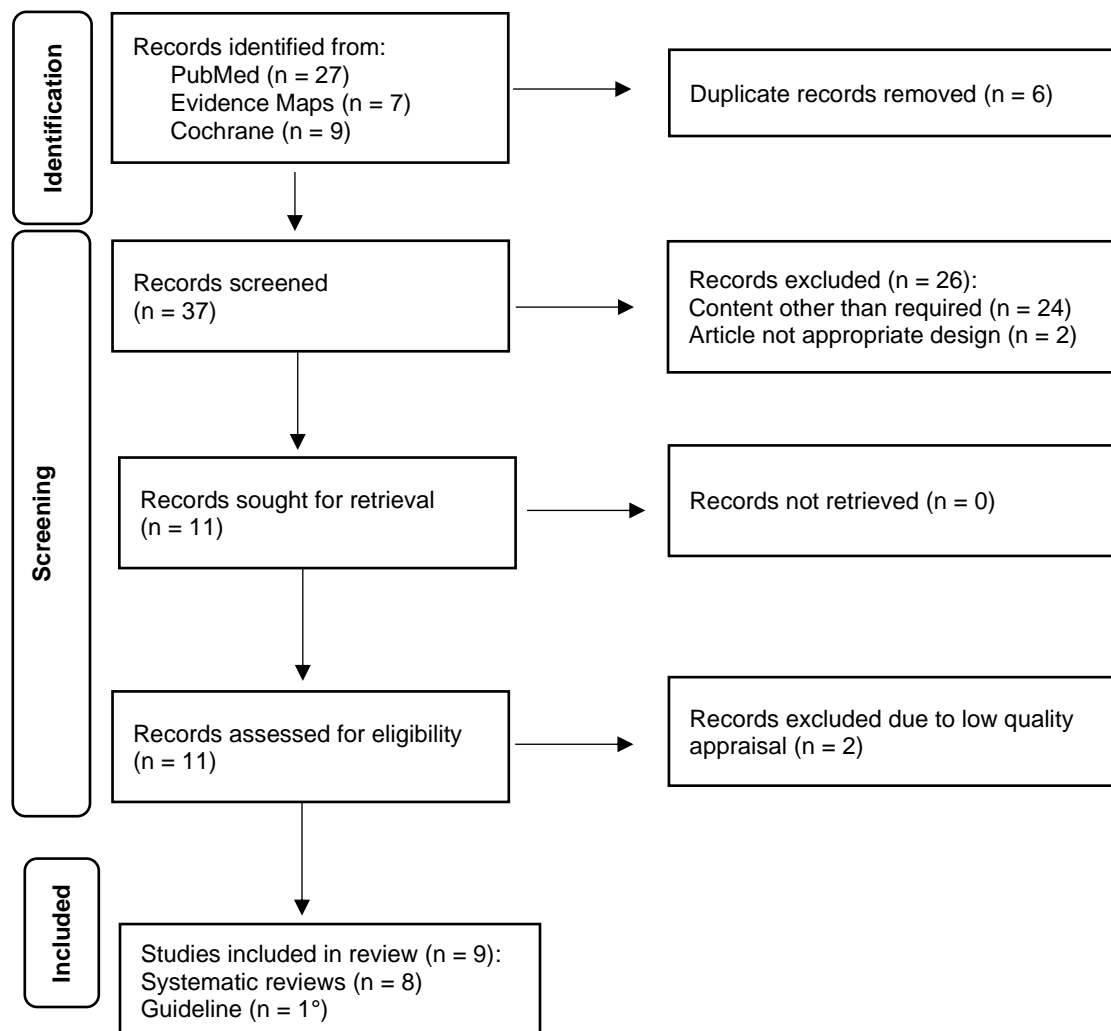 Identification
Records identified from:
PubMed (n = 27)
Evidence Maps (n = 7)
Cochrane (n = 9)
Duplicate records removed (n = 6)
Screening
Records screened
(n = 37)
Records excluded (n = 26):
Content other than required (n = 24)
Article not appropriate design (n = 2)
Records sought for retrieval
(n = 11)
Records not retrieved (n = 0)
Records assessed for eligibility
(n = 11)
Records excluded due to low quality
appraisal (n = 2)
Included
Studies included in review (n = 9):
Systematic reviews (n = 8)
Guideline (n = 1°)